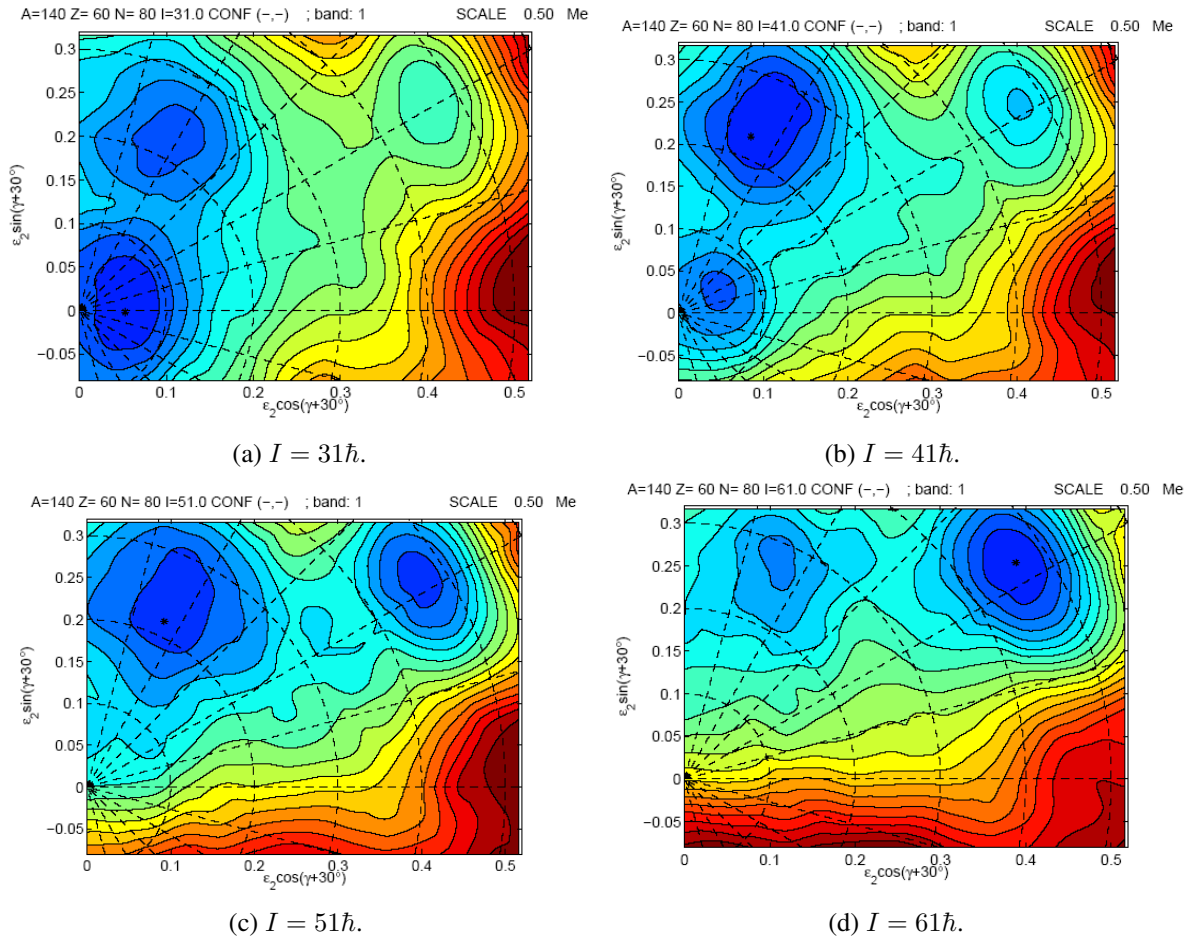 A=140 Z= 60 N= 80 I=31.0 CONF (−,−) ; band: 1 SCALE 0.50 Me
0.3
0.25
0.2
0.15
0.1
0.05
0
−0.05
ε2sin(γ+30°)
0 0.1 0.2 0.3 0.4 0.5
ε2cos(γ+30°)
(a) I = 31ħ.
A=140 Z= 60 N= 80 I=41.0 CONF (−,−) ; band: 1 SCALE 0.50 Me
0.3
0.25
0.2
0.15
0.1
0.05
0
−0.05
ε2sin(γ+30°)
0 0.1 0.2 0.3 0.4 0.5
ε2cos(γ+30°)
(b) I = 41ħ.
A=140 Z= 60 N= 80 I=51.0 CONF (−,−) ; band: 1 SCALE 0.50 Me
0.3
0.25
0.2
0.15
0.1
0.05
0
−0.05
ε2sin(γ+30°)
0 0.1 0.2 0.3 0.4 0.5
ε2cos(γ+30°)
(c) I = 51ħ.
A=140 Z= 60 N= 80 I=61.0 CONF (−,−) ; band: 1 SCALE 0.50 Me
0.3
0.25
0.2
0.15
0.1
0.05
0
−0.05
ε2sin(γ+30°)
0 0.1 0.2 0.3 0.4 0.5
ε2cos(γ+30°)
(d) I = 61ħ.